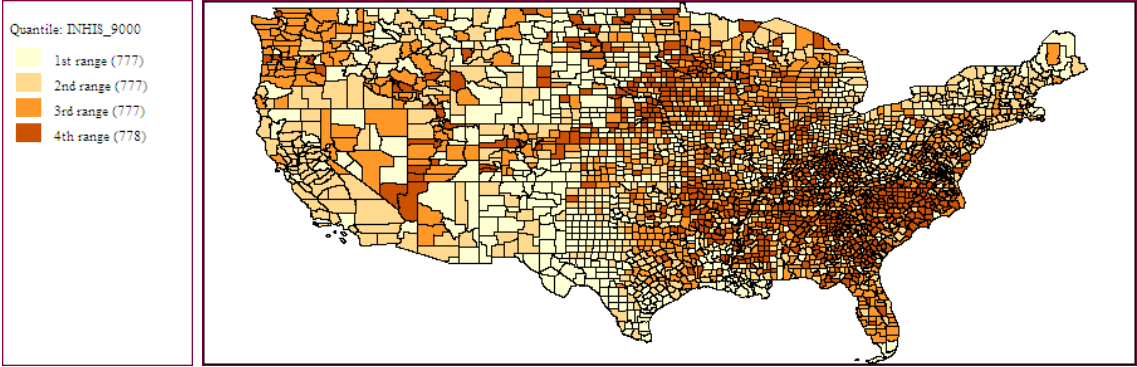 Quantile: INHIS_9000
1st range (777)
2nd range (777)
3rd range (777)
4th range (778)